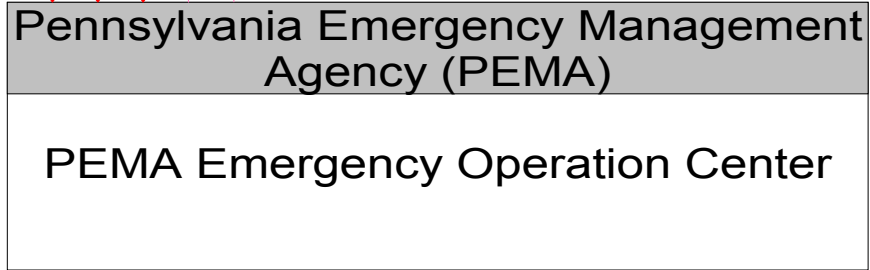 Pennsylvania Emergency Management
Agency (PEMA)
PEMA Emergency Operation Center